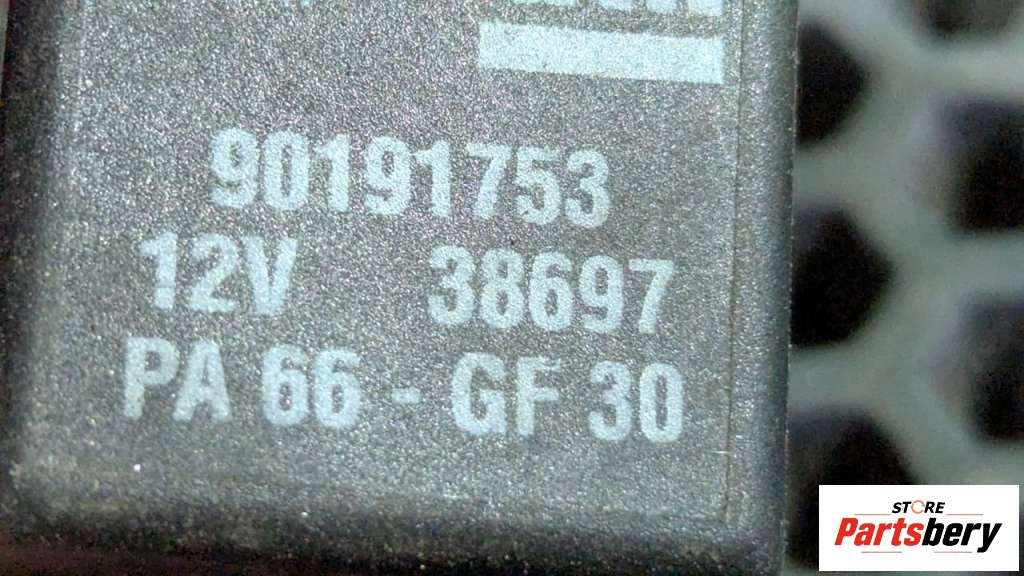 90191753
12V 38697
PA 66 - GF 30
STORE
Partsbery